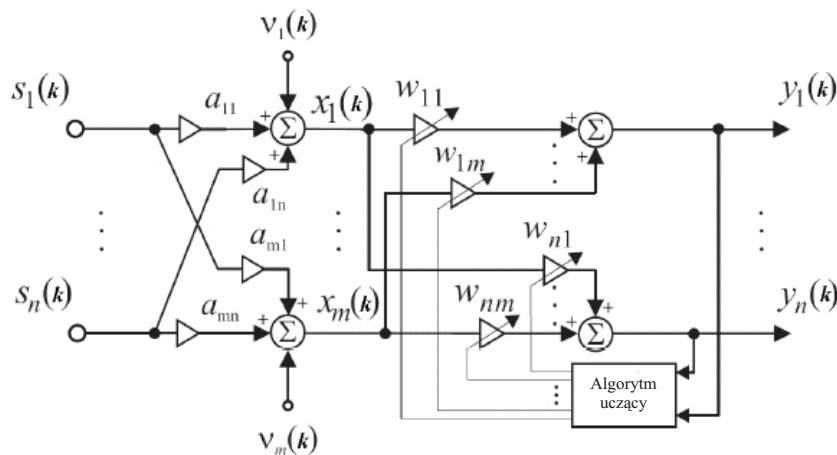 ν₁(k)
s₁(k) a₁₁ x₁(k) w₁₁ y₁(k)
+ Σ + Σ
+ +
a₁ₙ w₁ₘ
aₘ₁ wₙ₁
sₙ(k) xₘ(k) yₙ(k)
aₘₙ wₙₘ
+ +
+ Σ + Σ
Algorytm
uczący
νₘ(k)